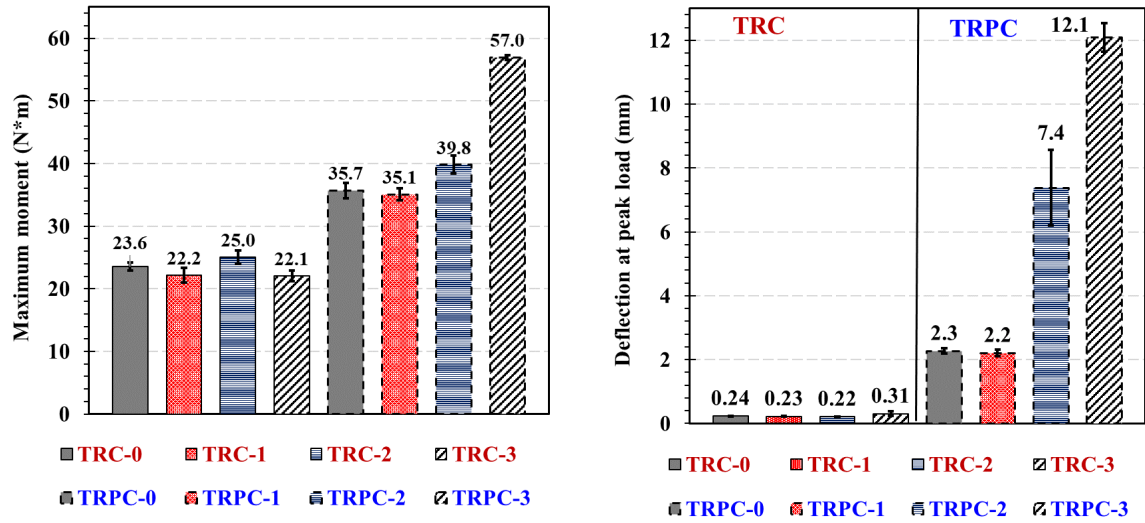 Maximum moment (N*m)
60
50
40
30
20
10
0
23.6
22.2
25.0
22.1
35.7
35.1
39.8
57.0
TRC-0
TRC-1
TRC-2
TRC-3
TRPC-0
TRPC-1
TRPC-2
TRPC-3
Deflection at peak load (mm)
12
10
8
6
4
2
0
TRC
TRPC
0.24
0.23
0.22
0.31
2.3
2.2
7.4
12.1
TRC-0
TRC-1
TRC-2
TRC-3
TRPC-0
TRPC-1
TRPC-2
TRPC-3